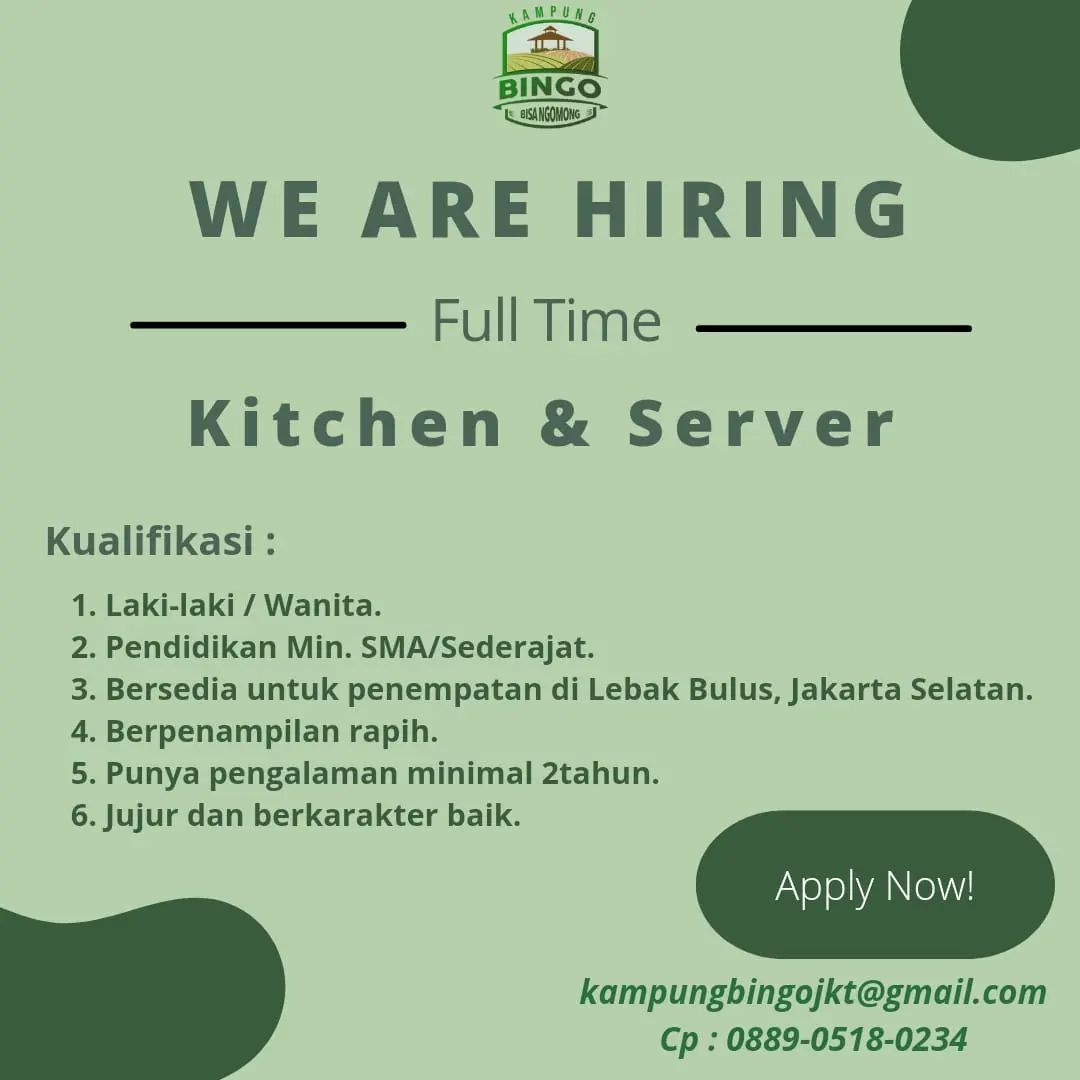 KAMPUNG
BINGO
BISA NGOMONG
WE ARE HIRING
Full Time
Kitchen & Server
Kualifikasi :
1. Laki-laki / Wanita.
2. Pendidikan Min. SMA/Sederajat.
3. Bersedia untuk penempatan di Lebak Bulus, Jakarta Selatan.
4. Berpenampilan rapih.
5. Punya pengalaman minimal 2tahun.
6. Jujur dan berkarakter baik.
Apply Now!
kampungbingojkt@gmail.com
Cp : 0889-0518-0234